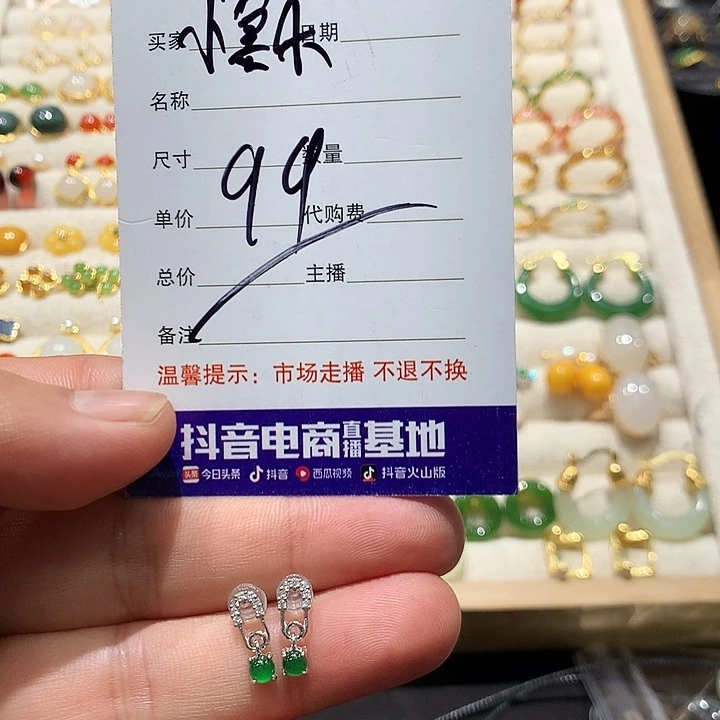 买家 日期
名称
尺寸 99 数量
单价 代购费
总价 主播
备注
温馨提示：市场走播 不退不换
抖音电商直播基地
头条 今日头条 抖音 西瓜视频 抖音火山版